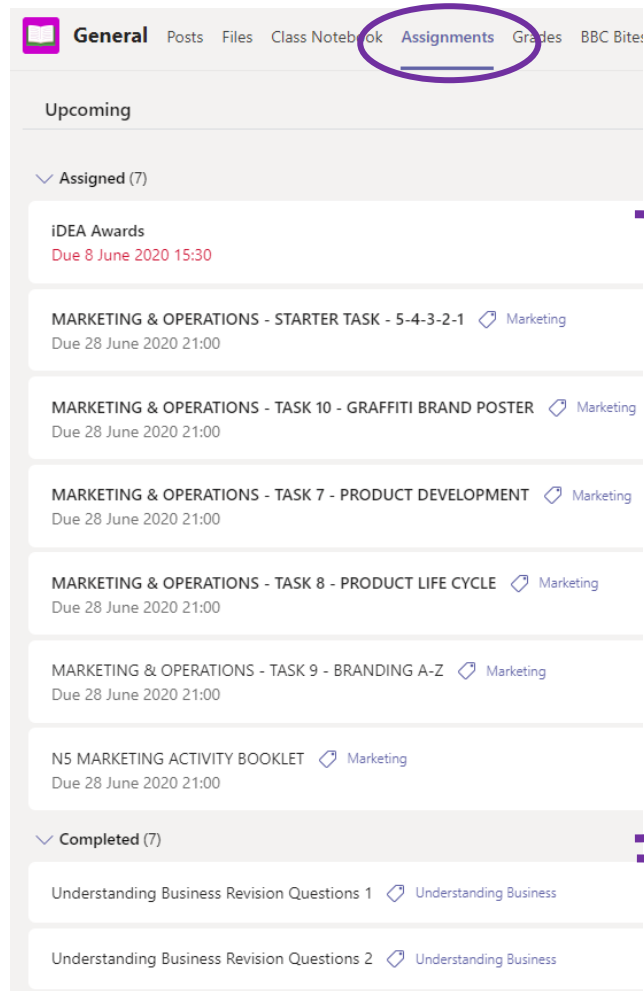 General Posts Files Class Notebook Assignments Grades BBC Bites
Upcoming
Assigned (7)
iDEA Awards
Due 8 June 2020 15:30
MARKETING & OPERATIONS - STARTER TASK - 5-4-3-2-1 Marketing
Due 28 June 2020 21:00
MARKETING & OPERATIONS - TASK 10 - GRAFFITI BRAND POSTER Marketing
Due 28 June 2020 21:00
MARKETING & OPERATIONS - TASK 7 - PRODUCT DEVELOPMENT Marketing
Due 28 June 2020 21:00
MARKETING & OPERATIONS - TASK 8 - PRODUCT LIFE CYCLE Marketing
Due 28 June 2020 21:00
MARKETING & OPERATIONS - TASK 9 - BRANDING A-Z Marketing
Due 28 June 2020 21:00
N5 MARKETING ACTIVITY BOOKLET Marketing
Due 28 June 2020 21:00
Completed (7)
Understanding Business Revision Questions 1 Understanding Business
Understanding Business Revision Questions 2 Understanding Business